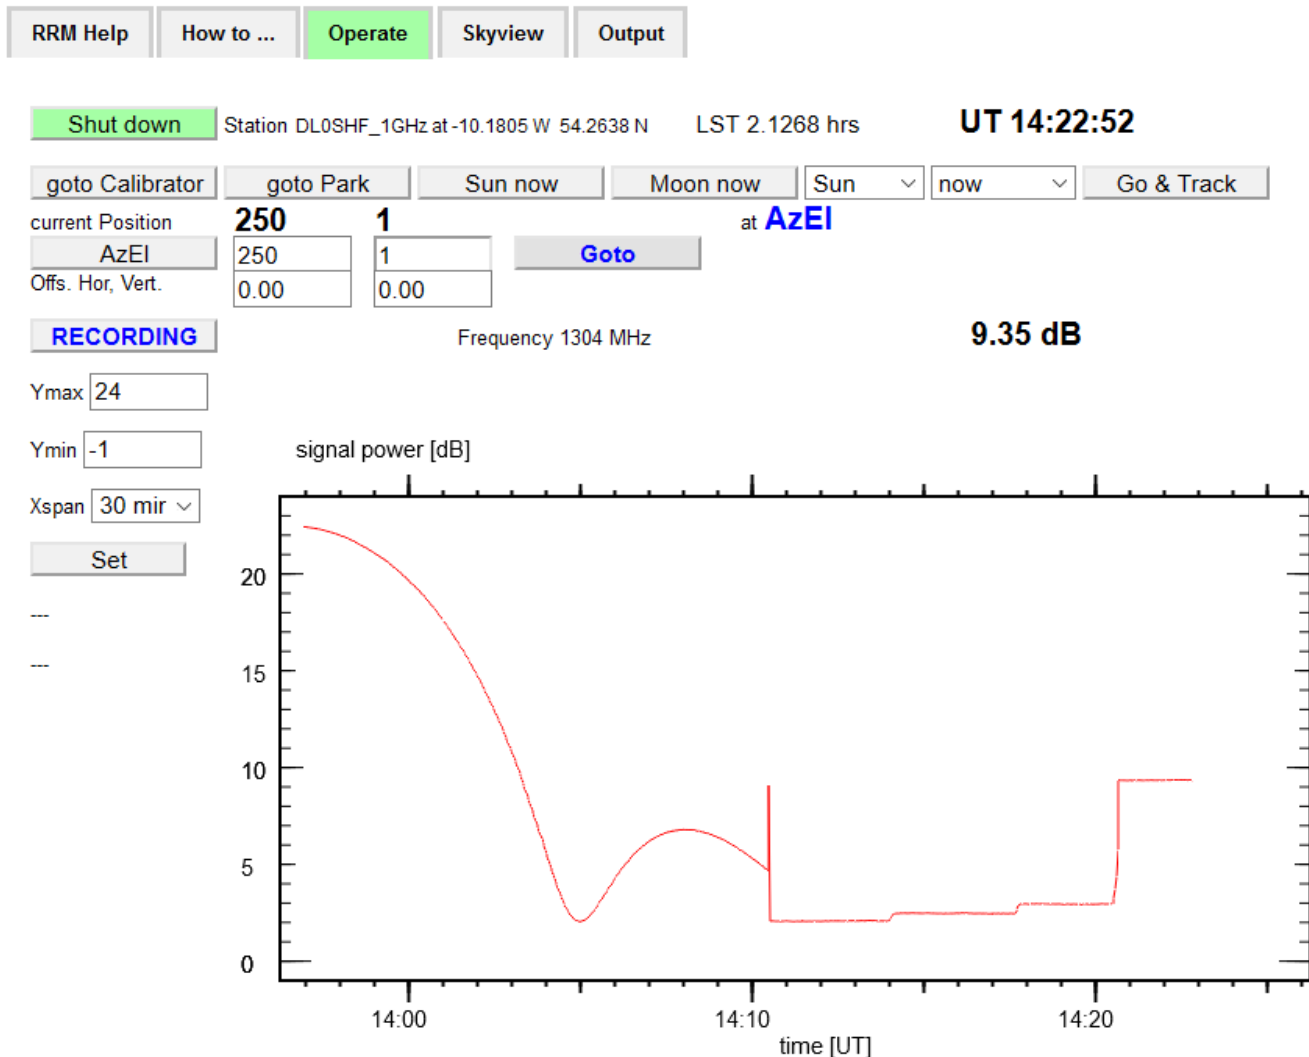 RRM Help How to ... Operate Skyview Output
Shut down Station DL0SHF_1GHz at -10.1805 W 54.2638 N LST 2.1268 hrs UT 14:22:52
goto Calibrator goto Park Sun now Moon now Sun now Go & Track
current Position 250 1 at AzEl
AzEl 250 1 Goto
Offs. Hor, Vert. 0.00 0.00
RECORDING Frequency 1304 MHz 9.35 dB
Ymax 24
Ymin -1
signal power [dB]
Xspan 30 mir
Set
20
---
---
15
10
5
0
14:00 14:10 14:20
time [UT]